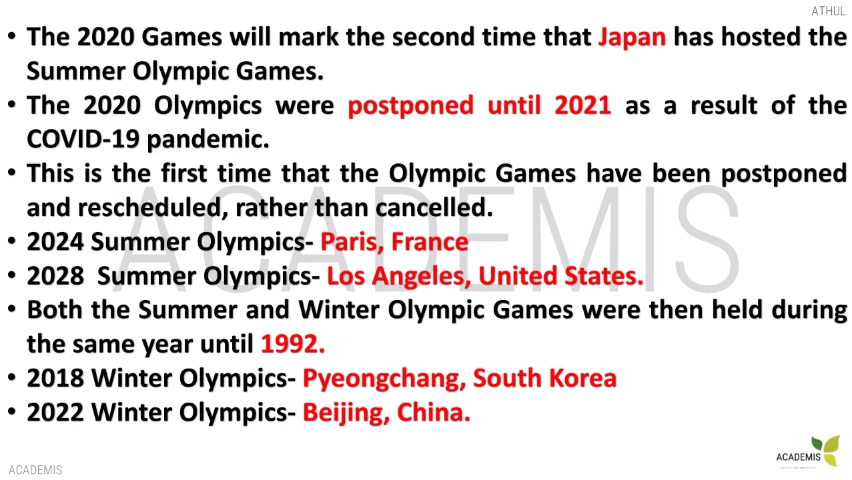 ATHUL
• The 2020 Games will mark the second time that Japan has hosted the
Summer Olympic Games.
• The 2020 Olympics were postponed until 2021 as a result of the
COVID-19 pandemic.
• This is the first time that the Olympic Games have been postponed
and rescheduled, rather than cancelled.
ACADEMIS
• 2024 Summer Olympics- Paris, France
• 2028 Summer Olympics- Los Angeles, United States.
• Both the Summer and Winter Olympic Games were then held during
the same year until 1992.
• 2018 Winter Olympics- Pyeongchang, South Korea
• 2022 Winter Olympics- Beijing, China.
ACADEMIS
ACADEMIS